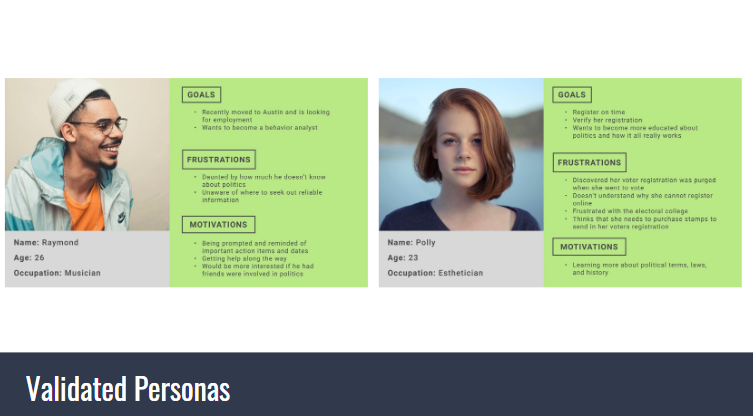 GOALS
• Recently moved to Austin and is looking
for employment
• Wants to become a behavior analyst
FRUSTRATIONS
• Daunted by how much he doesn't know
about politics
• Unaware of where to seek out reliable
information
MOTIVATIONS
• Being prompted and reminded of
important action items and dates
• Getting help along the way
• Would be more interested if he had
friends were involved in politics
Name: Raymond
Age: 26
Occupation: Musician
GOALS
• Register on time
• Verify her registration
• Wants to become more educated about
politics and how it all really works
FRUSTRATIONS
• Discovered her voter registration was purged
when she went to vote
• Doesn't understand why she cannot register
online
• Frustrated with the electoral college
• Thinks that she needs to purchase stamps to
send in her voters registration
MOTIVATIONS
• Learning more about political terms, laws,
and history
Name: Polly
Age: 23
Occupation: Esthetician
Validated Personas